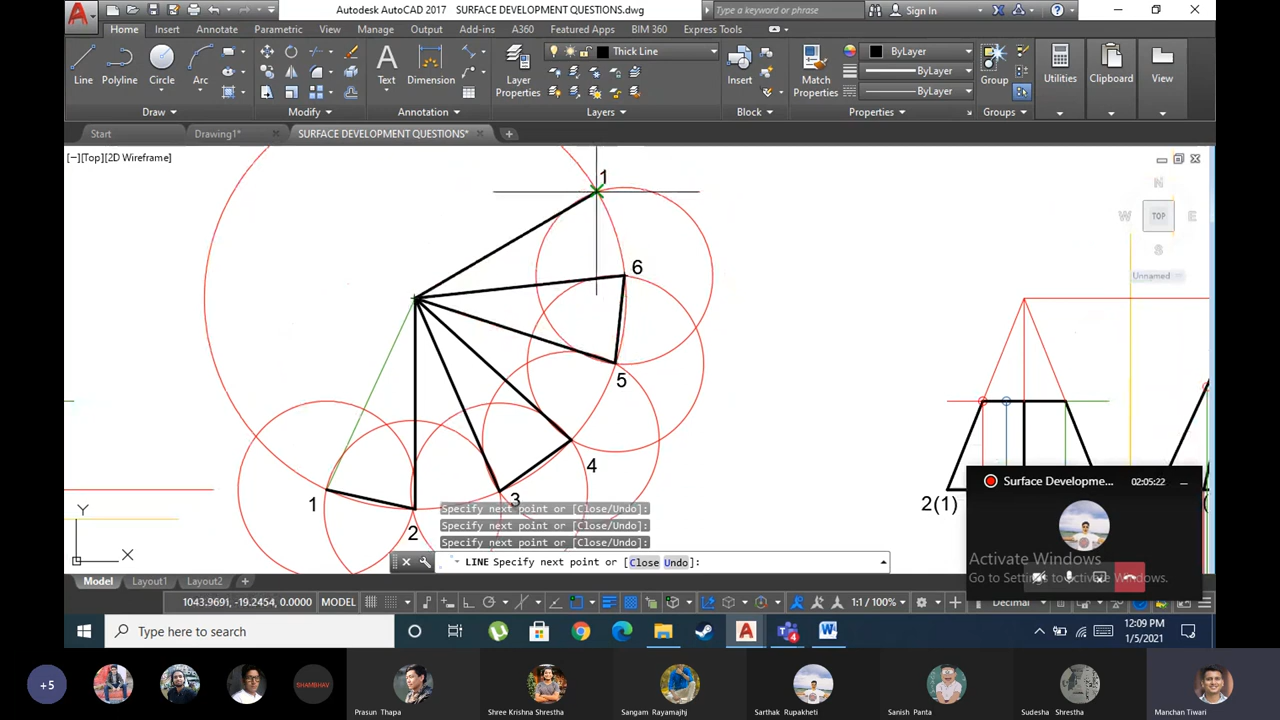 Autodesk AutoCAD 2017 SURFACE DEVELOPMENT QUESTIONS.dwg
Type a keyword or phrase
Sign In
Home Insert Annotate Parametric View Manage Output Add-ins A360 Featured Apps BIM 360 Express Tools
Line Polyline Circle Arc Text Dimension Layer Properties Thick Line Insert Match Properties ByLayer Group Utilities Clipboard View
ByLayer
ByLayer
Draw Modify Annotation Layers Block Properties Groups
Start Drawing1* SURFACE DEVELOPMENT QUESTIONS*
[−][Top][2D Wireframe]
N
W TOP E
S
Unnamed
1
6
5
4
3
1
2
2(1)
Y
X
Specify next point or [Close/Undo]:
Specify next point or [Close/Undo]:
Specify next point or [Close/Undo]:
LINE Specify next point or [Close Undo]:
Surface Developme... 02:05:22
Activate Windows
Go to Settings to activate Windows.
Model Layout1 Layout2 +
1043.9691, -19.2454, 0.0000 MODEL 1:1 / 100% Decimal
Type here to search
12:09 PM
1/5/2021
+5
SHAMBHAV
Prasun Thapa
Shree Krishna Shrestha
Sangam Rayamajhj
Sarthak Rupakheti
Sanish Panta
Sudesha Shrestha
Manchan Tiwari